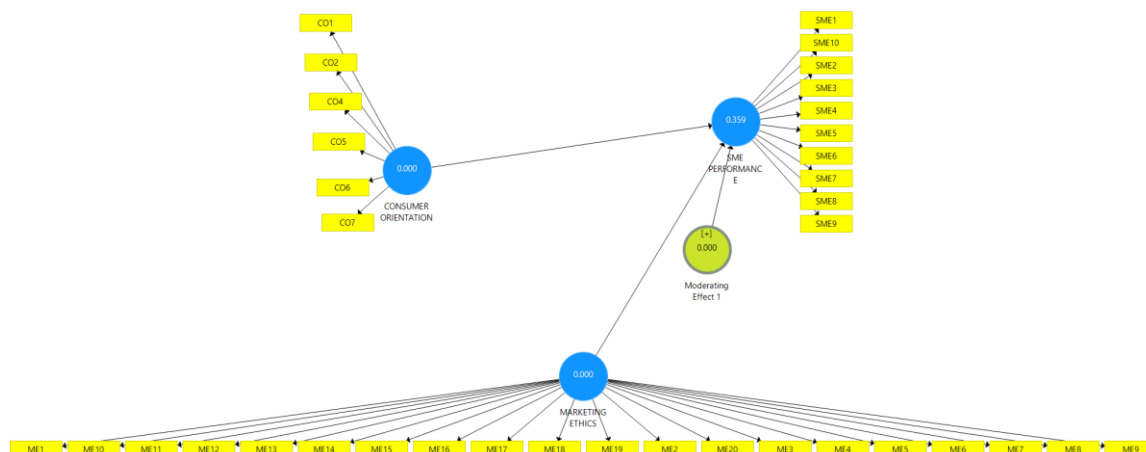 CO1
CO2
CO4
CO5
CO6
CO7
0.000
CONSUMER
ORIENTATION
SME1
SME10
SME2
SME3
SME4
SME5
SME6
SME7
SME8
SME9
0.359
SME
PERFORMANC
E
[+]
0.000
Moderating
Effect 1
0.000
MARKETING
ETHICS
ME1 ME10 ME11 ME12 ME13 ME14 ME15 ME16 ME17 ME18 ME19 ME2 ME20 ME3 ME4 ME5 ME6 ME7 ME8 ME9